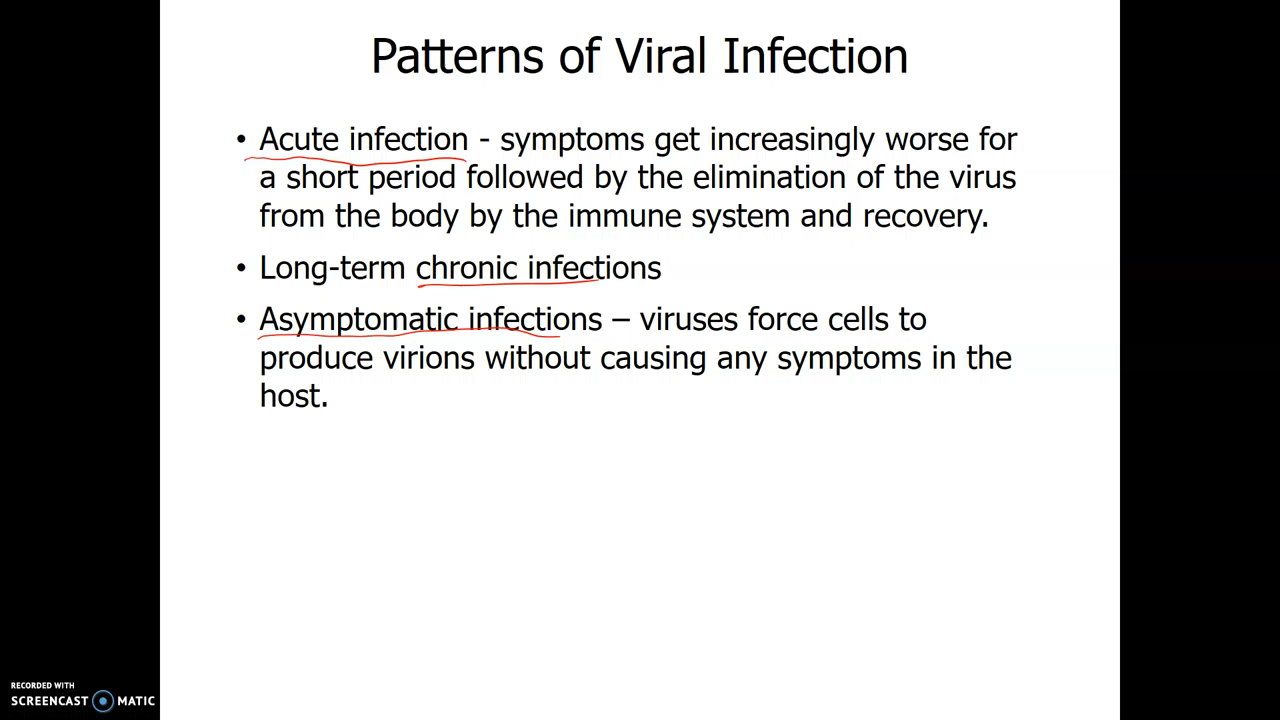 Patterns of Viral Infection
• Acute infection - symptoms get increasingly worse for
a short period followed by the elimination of the virus
from the body by the immune system and recovery.
• Long-term chronic infections
• Asymptomatic infections – viruses force cells to
produce virions without causing any symptoms in the
host.
RECORDED WITH
SCREENCAST MATIC